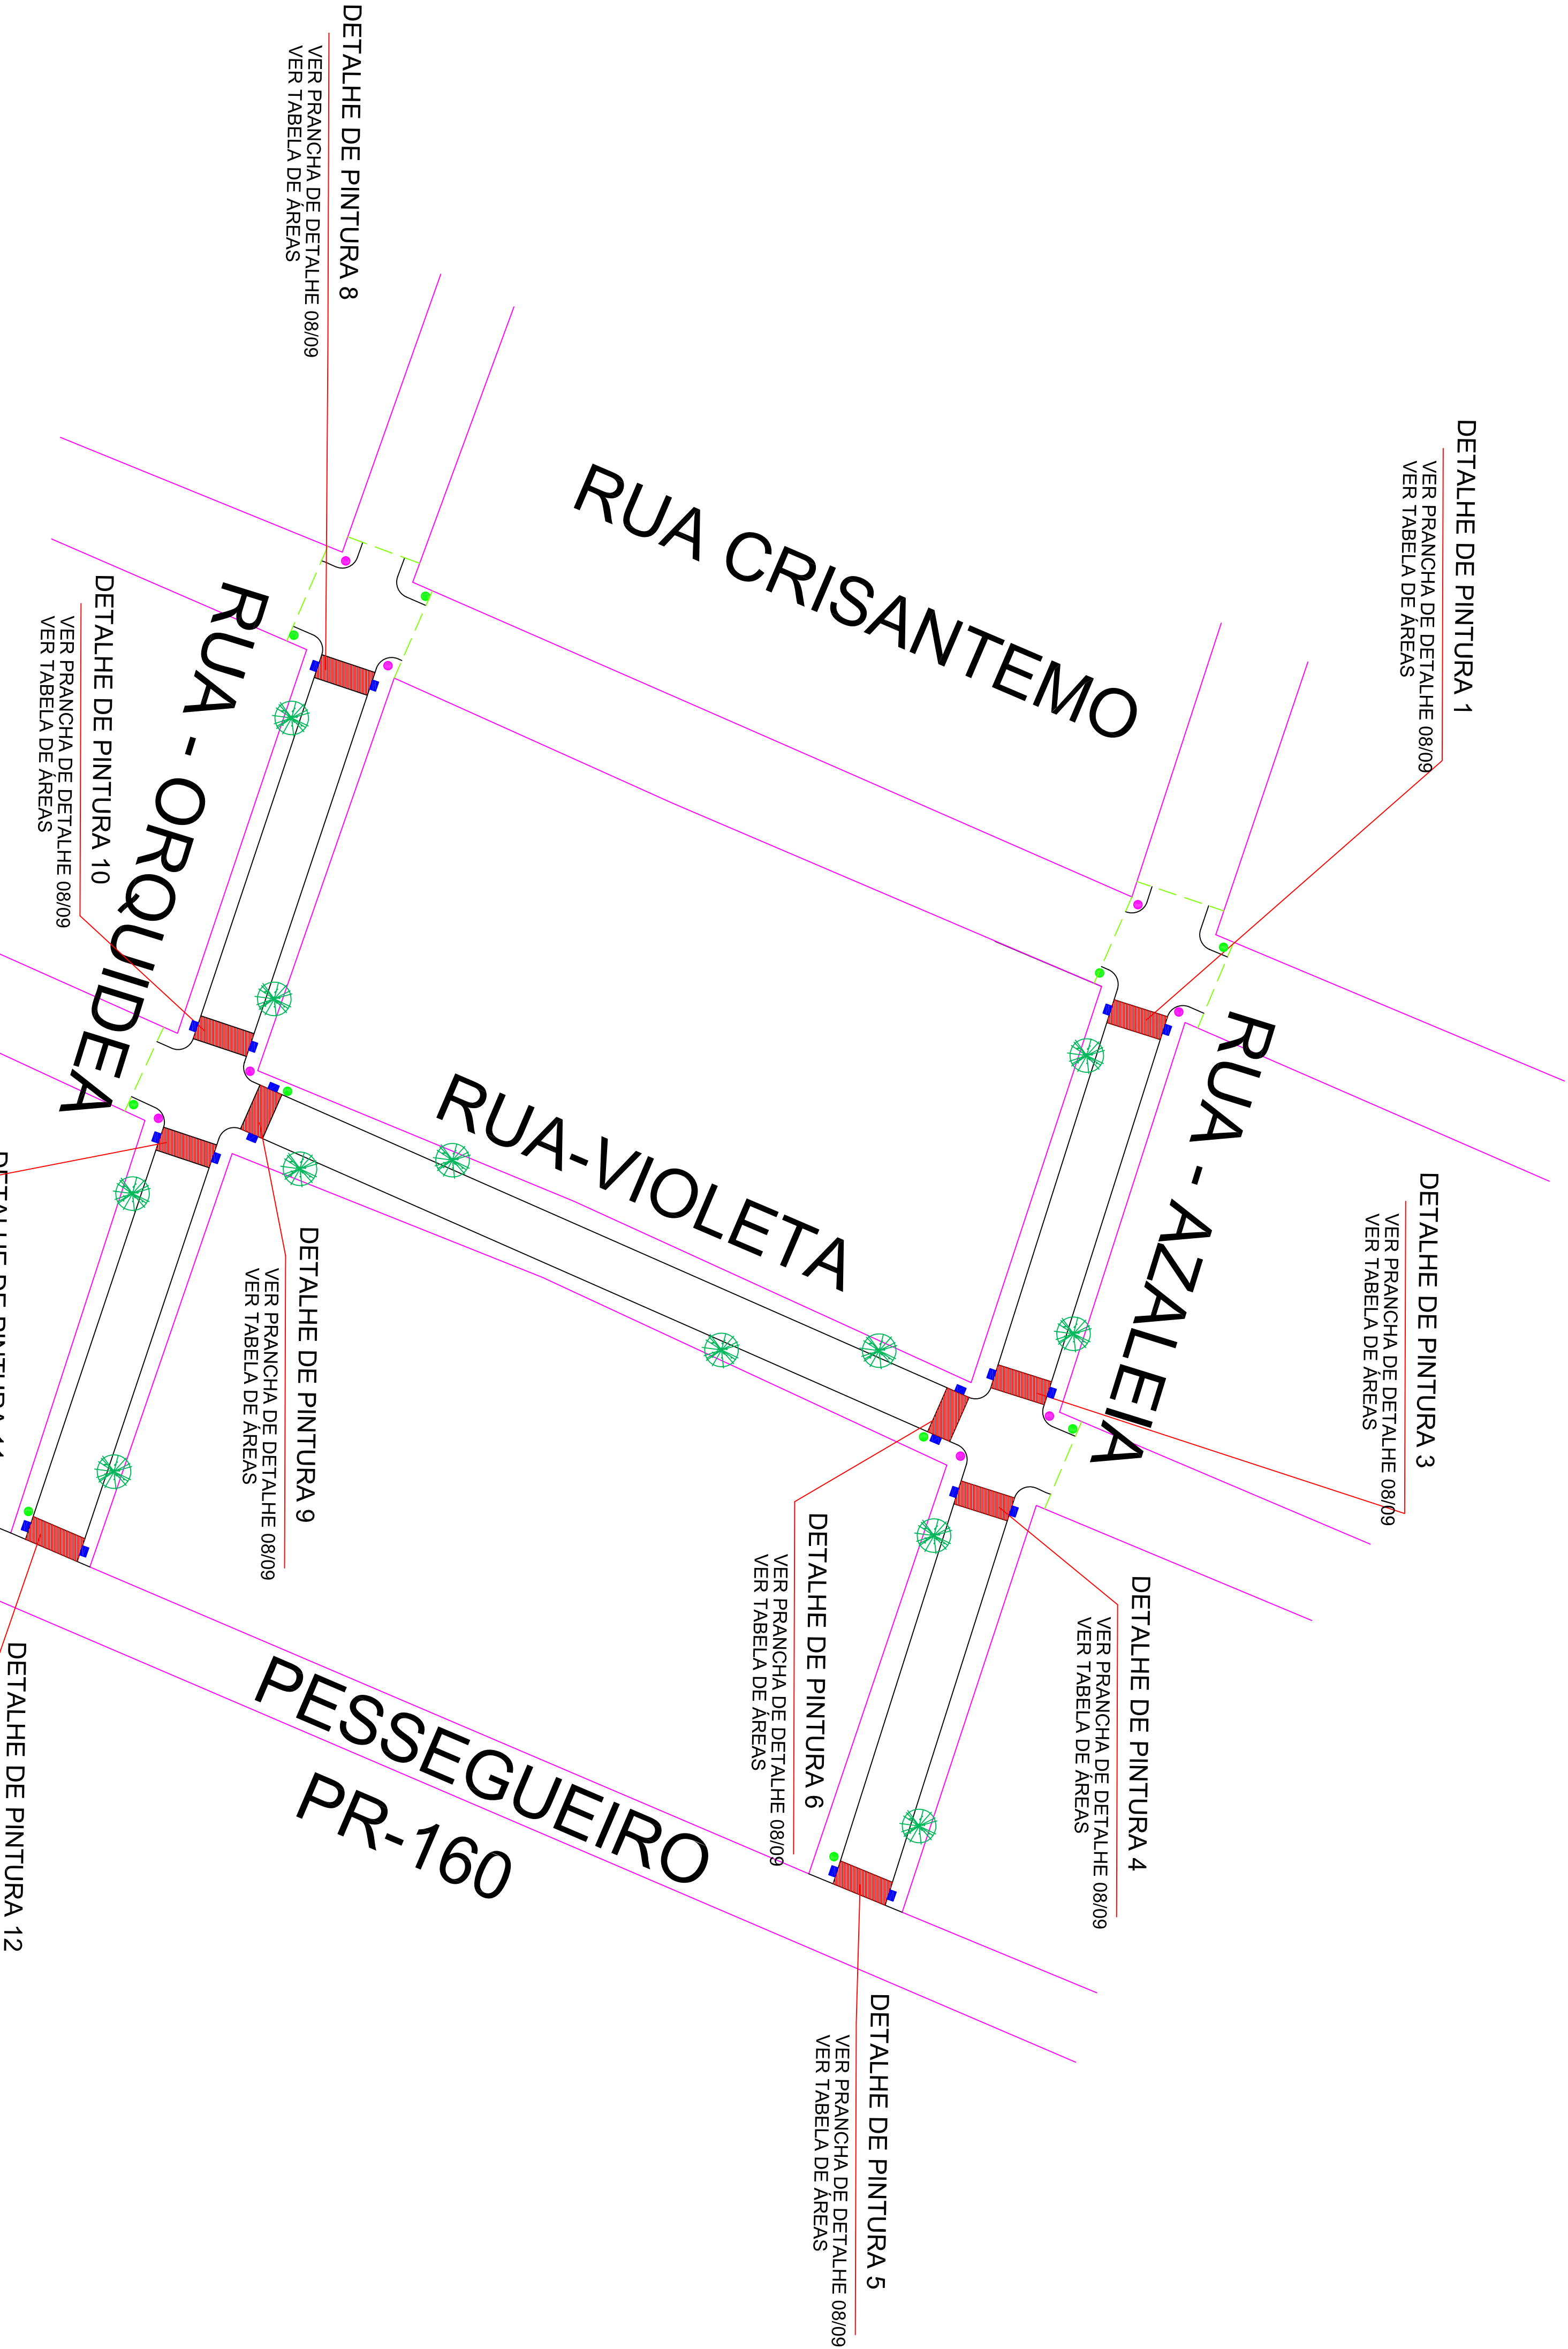 DETALHE DE PINTURA 1
VER PRANCHA DE DETALHE 08/09
VER TABELA DE ÁREAS
DETALHE DE PINTURA 3
VER PRANCHA DE DETALHE 08/09
VER TABELA DE ÁREAS
RUA - AZALEIA
RUA CRISANTEMO
DETALHE DE PINTURA 4
VER PRANCHA DE DETALHE 08/09
VER TABELA DE ÁREAS
DETALHE DE PINTURA 5
VER PRANCHA DE DETALHE 08/09
VER TABELA DE ÁREAS
RUA-VIOLETA
DETALHE DE PINTURA 6
VER PRANCHA DE DETALHE 08/09
VER TABELA DE ÁREAS
PESSEGUEIRO
PR-160
DETALHE DE PINTURA 8
VER PRANCHA DE DETALHE 08/09
VER TABELA DE ÁREAS
DETALHE DE PINTURA 9
VER PRANCHA DE DETALHE 08/09
VER TABELA DE ÁREAS
RUA - ORQUIDEA
DETALHE DE PINTURA 10
VER PRANCHA DE DETALHE 08/09
VER TABELA DE ÁREAS
DETALHE DE PINTURA 11
DETALHE DE PINTURA 12